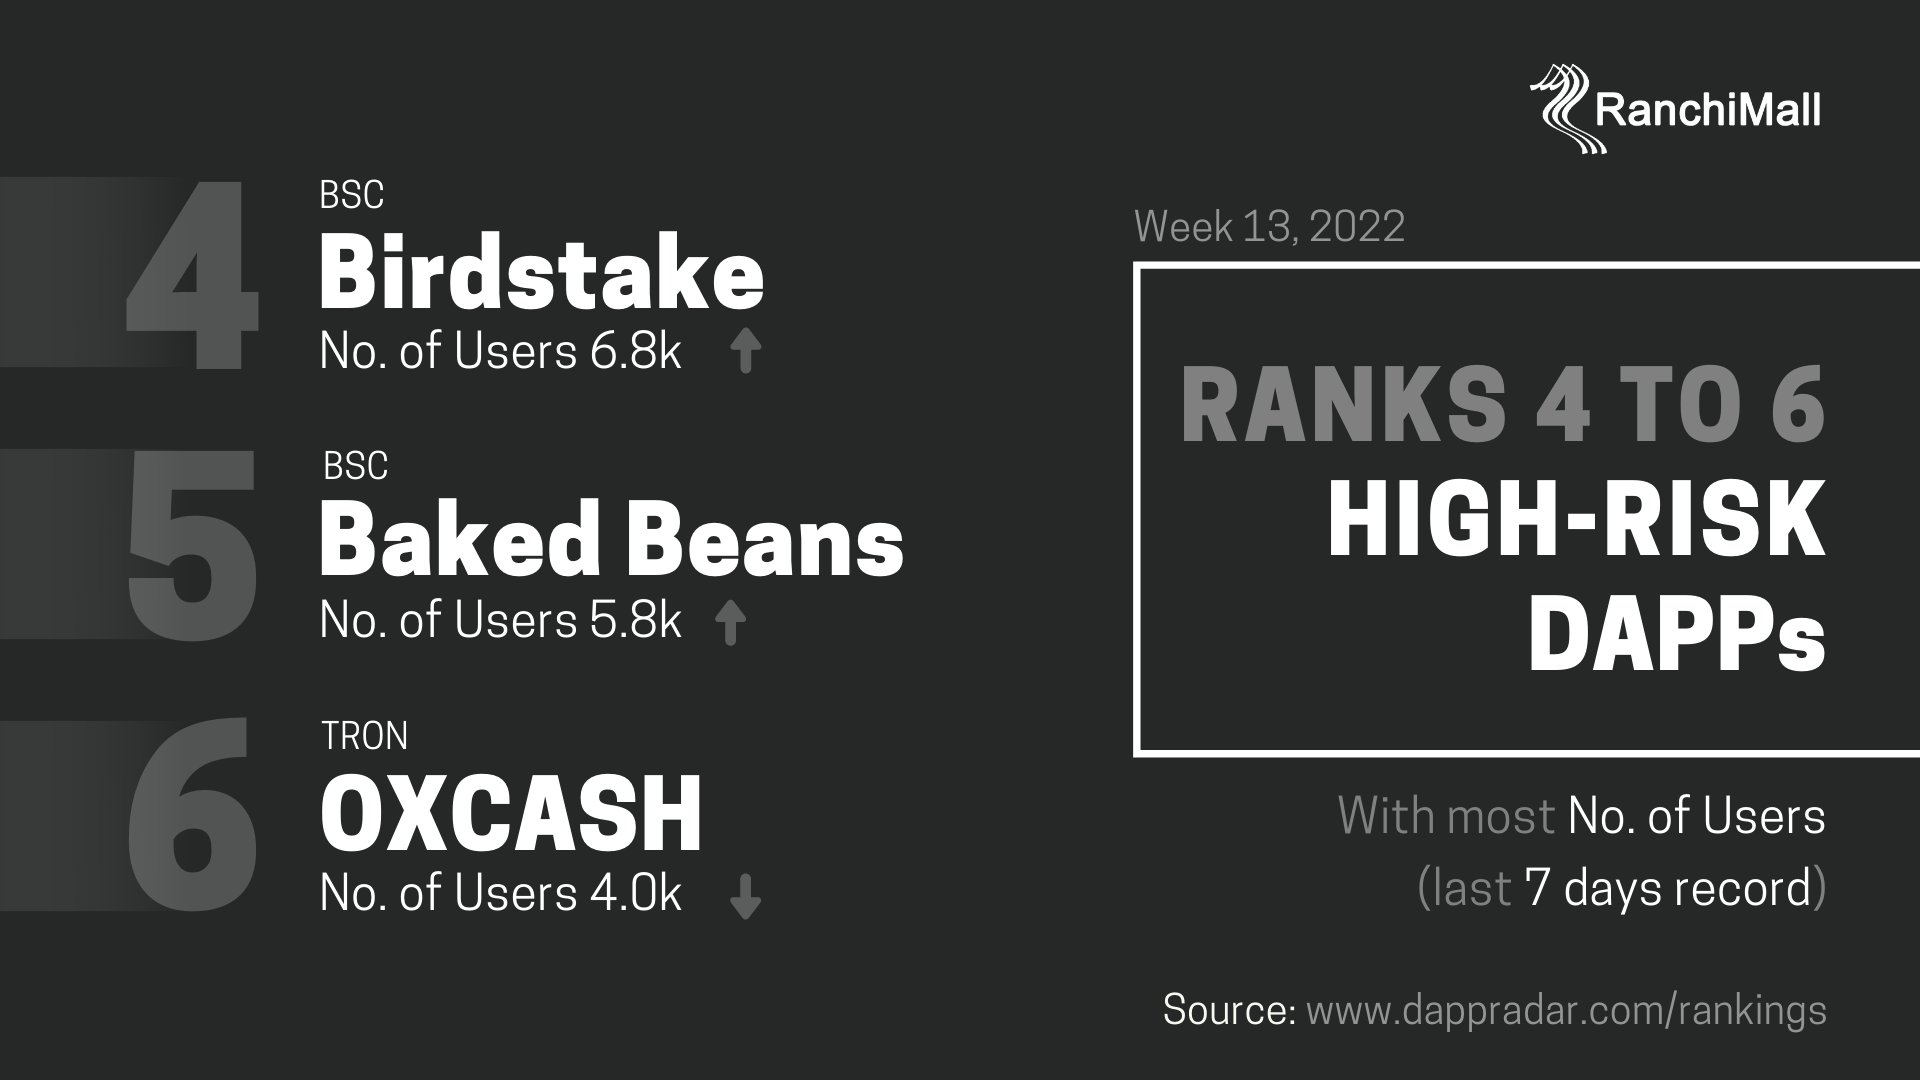 RanchiMall
4
BSC
Birdstake
No. of Users 6.8k
5
BSC
Baked Beans
No. of Users 5.8k
6
TRON
OXCASH
No. of Users 4.0k
Week 13, 2022
RANKS 4 TO 6
HIGH-RISK
DAPPs
With most No. of Users
(last 7 days record)
Source: www.dappradar.com/rankings